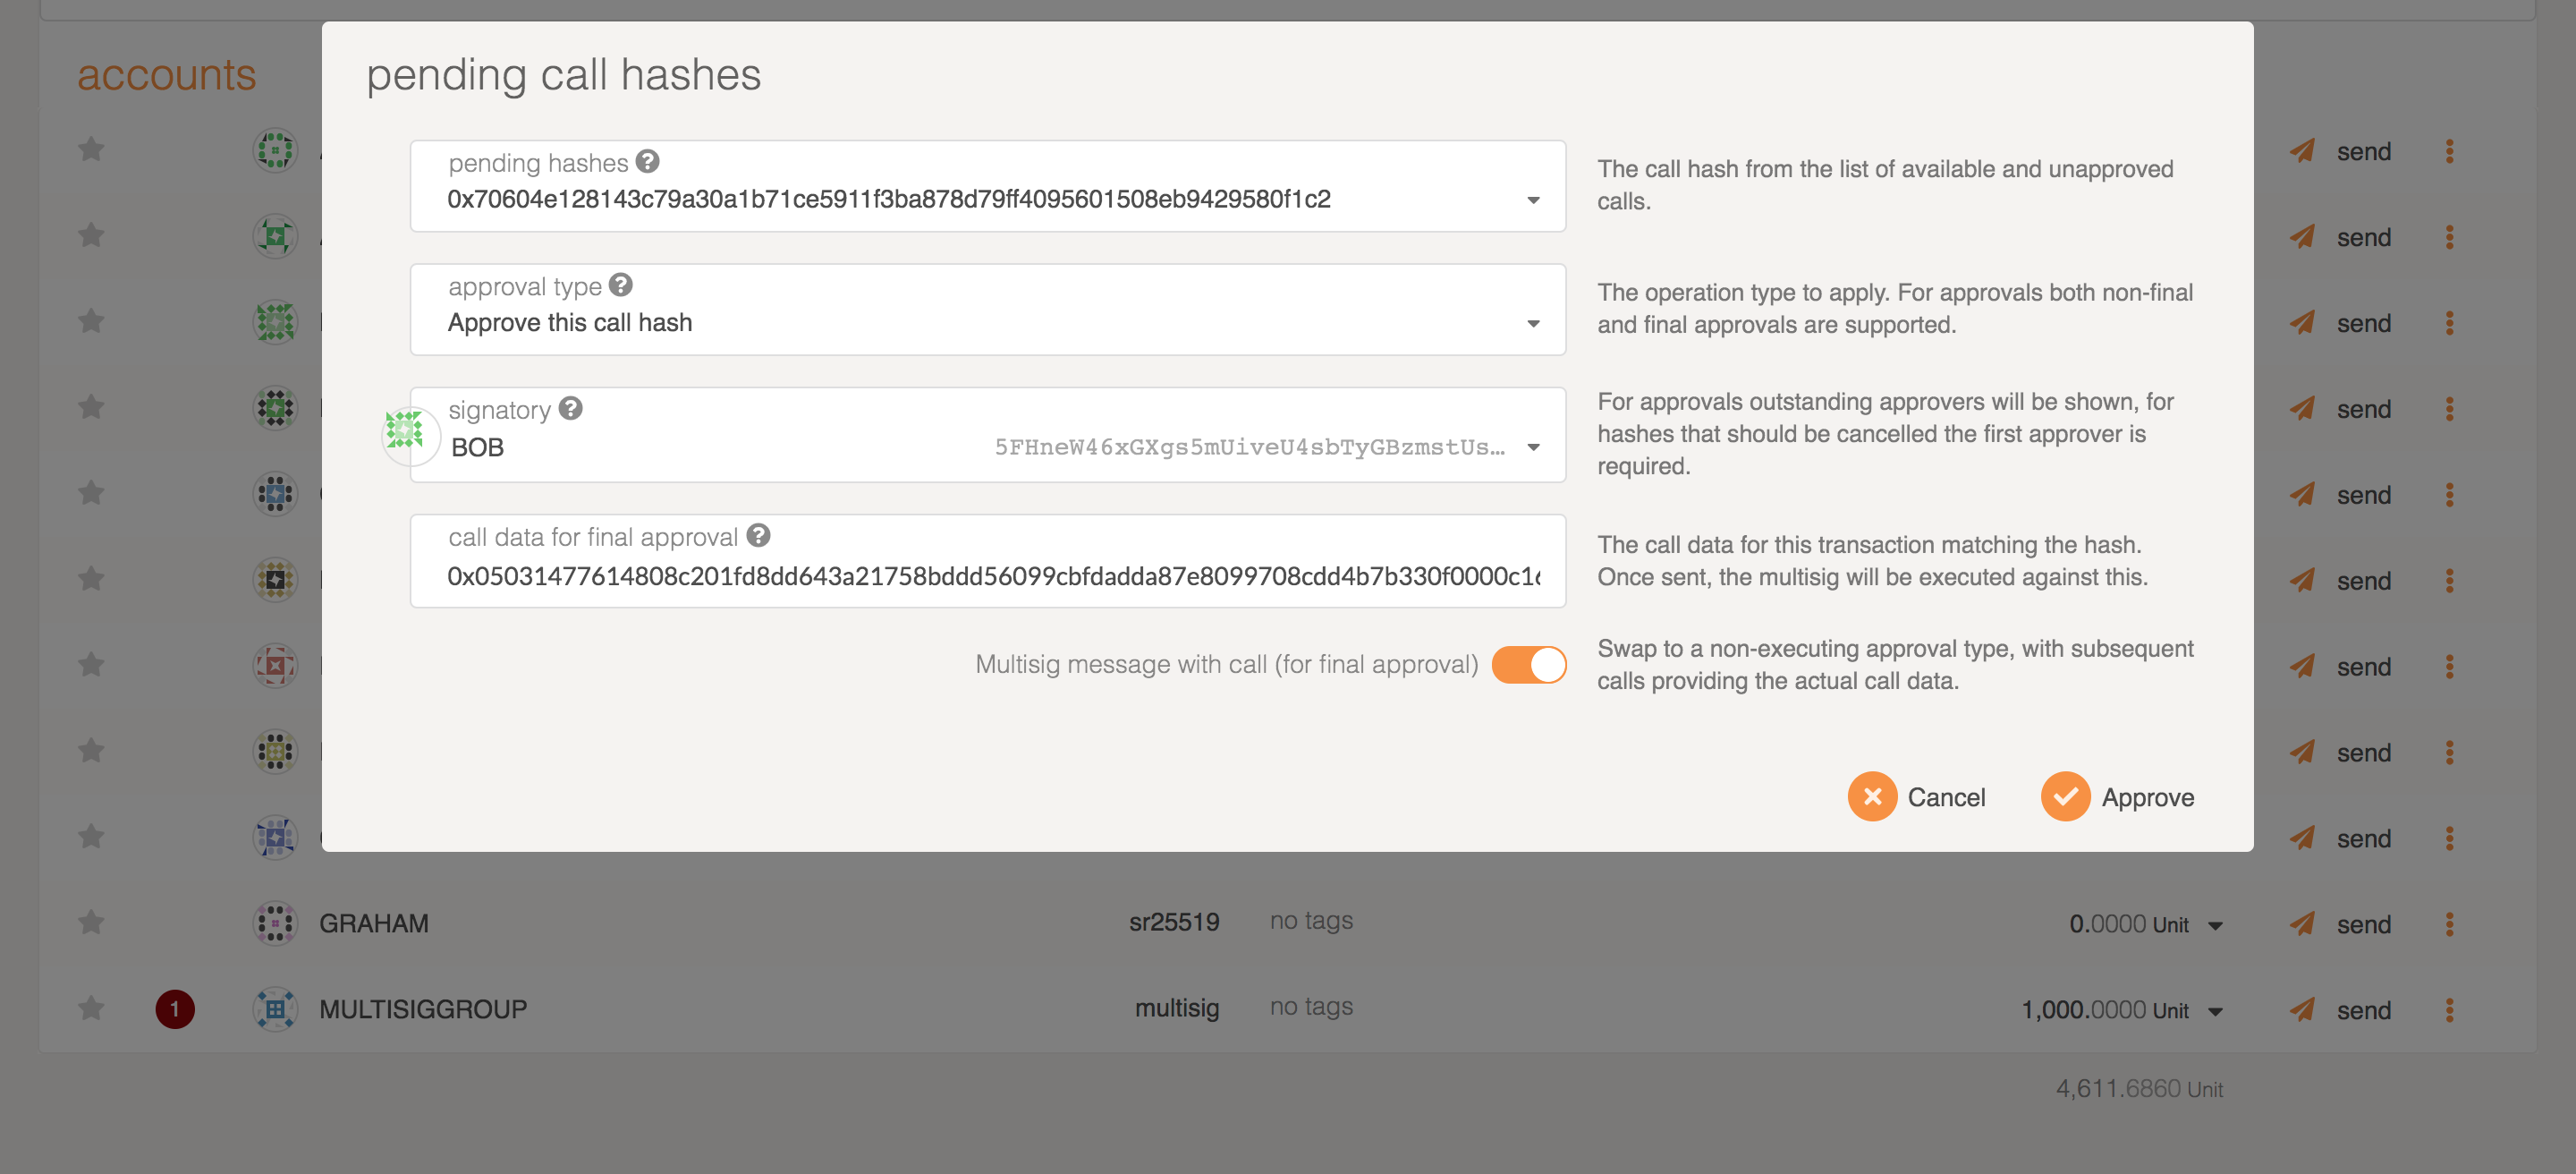 accounts
pending call hashes
pending hashes
0x70604e128143c79a30a1b71ce5911f3ba878d79ff4095601508eb9429580f1c2
The call hash from the list of available and unapproved
calls.
approval type
Approve this call hash
The operation type to apply. For approvals both non-final
and final approvals are supported.
signatory
BOB 5FHneW46xGXgs5mUiveU4sbTyGBzmstUs...
For approvals outstanding approvers will be shown, for
hashes that should be cancelled the first approver is
required.
call data for final approval
0x05031477614808c201fd8dd643a21758bddd56099cbfdadda87e8099708cdd4b7b330f0000c16
The call data for this transaction matching the hash.
Once sent, the multisig will be executed against this.
Multisig message with call (for final approval)
Swap to a non-executing approval type, with subsequent
calls providing the actual call data.
Cancel Approve
send
send
send
send
send
send
send
send
send
GRAHAM sr25519 no tags 0.0000 Unit send
1 MULTISIGGROUP multisig no tags 1,000.0000 Unit send
4,611.6860 Unit